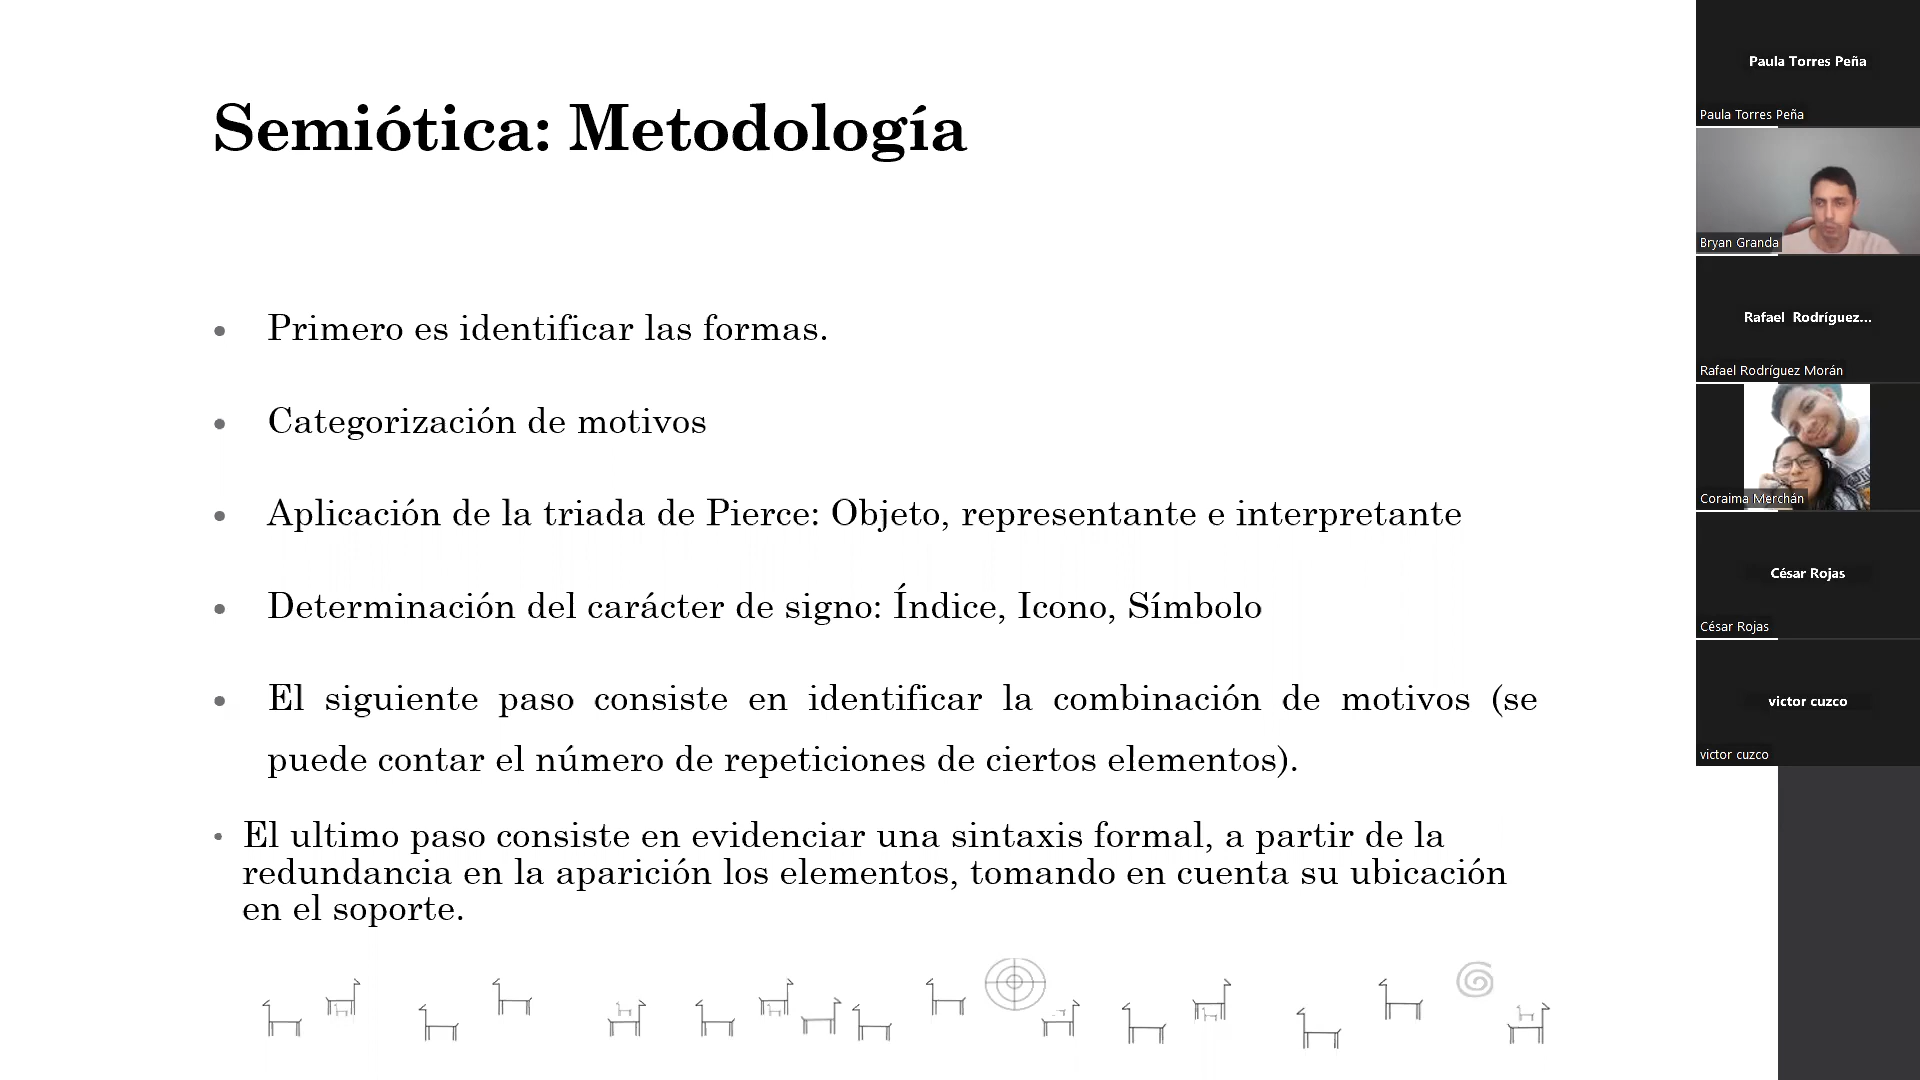 Semiótica: Metodología
Primero es identificar las formas.
Categorización de motivos
Aplicación de la triada de Pierce: Objeto, representante e interpretante
Determinación del carácter de signo: Índice, Icono, Símbolo
El siguiente paso consiste en identificar la combinación de motivos (se
puede contar el número de repeticiones de ciertos elementos).
El ultimo paso consiste en evidenciar una sintaxis formal, a partir de la
redundancia en la aparición los elementos, tomando en cuenta su ubicación
en el soporte.
Paula Torres Peña
Paula Torres Peña
Bryan Granda
Rafael Rodríguez...
Rafael Rodríguez Morán
Coraima Merchán
César Rojas
César Rojas
victor cuzco
victor cuzco